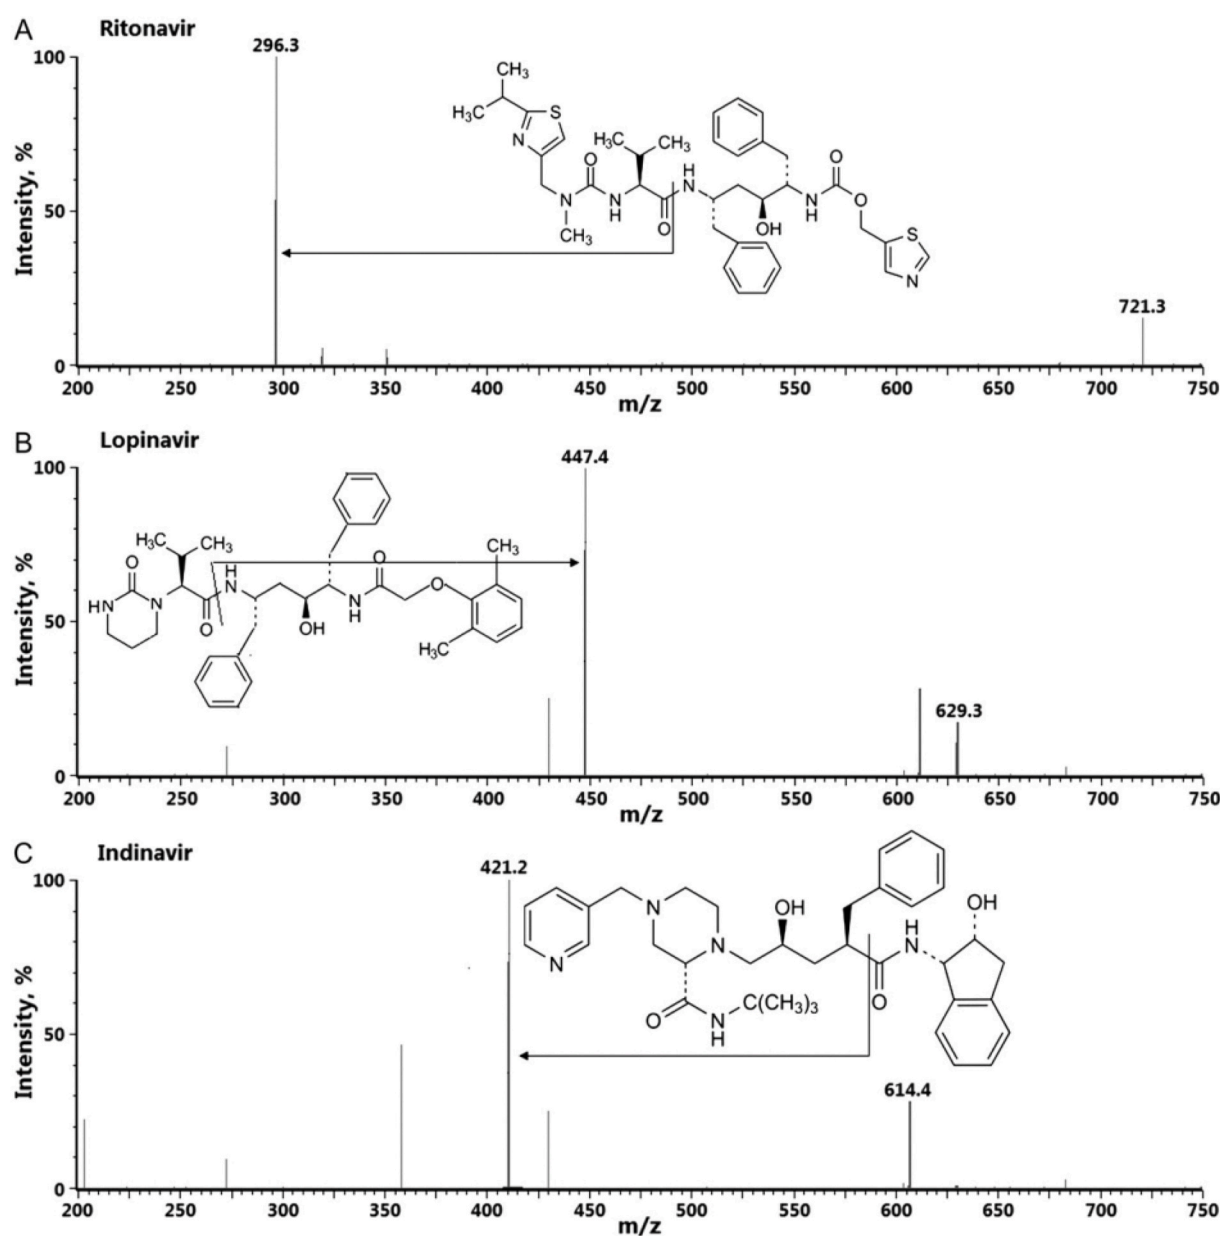 A Ritonavir
296.3
100
50
0
Intensity, %
CH₃
H₃C
S
N
O
H₃C
CH₃
H
N
N
CH₃
N
H
O
OH
N
H
O
O
S
N
721.3
200 250 300 350 400 450 500 550 600 650 700 750
m/z
B Lopinavir
447.4
100
50
0
Intensity, %
H₃C
CH₃
O
HN
N
O
H
N
OH
O
N
H
O
CH₃
H₃C
629.3
200 250 300 350 400 450 500 550 600 650 700 750
m/z
C Indinavir
421.2
100
50
0
Intensity, %
N
N
N
OH
O
N
H
C(CH₃)₃
H
N
O
OH
614.4
200 250 300 350 400 450 500 550 600 650 700 750
m/z